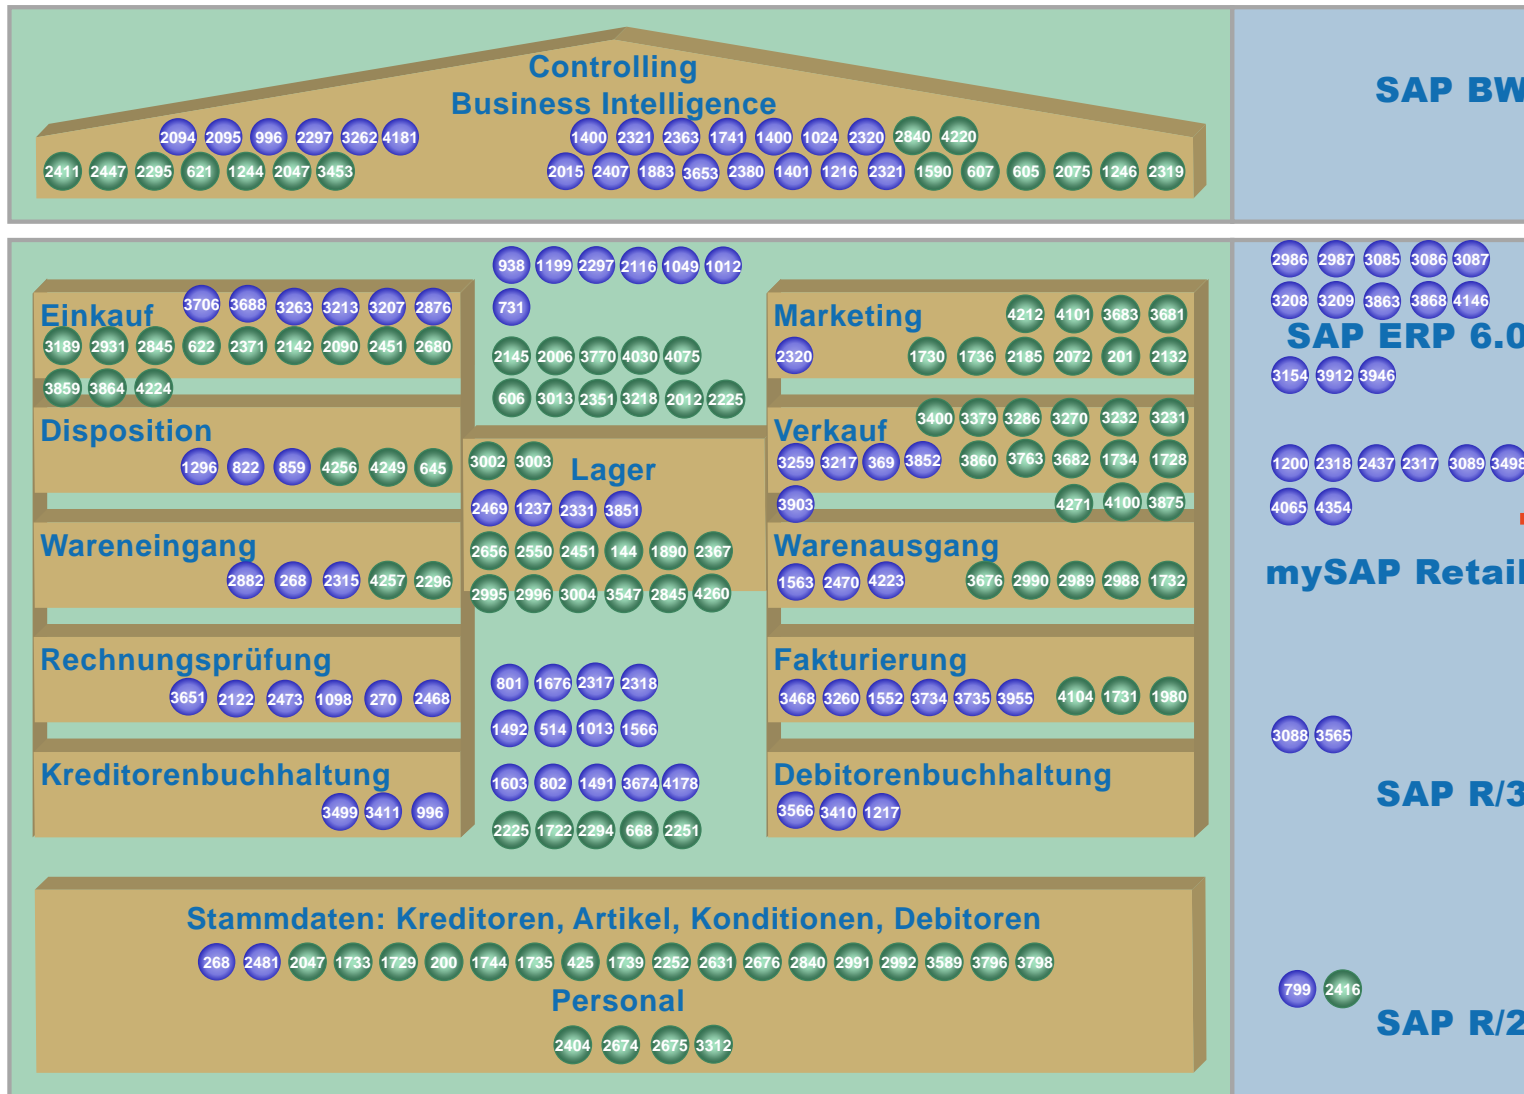 Controlling
Business Intelligence
2094 2095 996 2297 3262 4181 1400 2321 2363 1741 1400 1024 2320 2840 4220
2411 2447 2295 621 1244 2047 3453 2015 2407 1883 3653 2380 1401 1216 2321 1590 607 605 2075 1246 2319
SAP BW
938 1199 2297 2116 1049 1012
731
2145 2006 3770 4030 4075
606 3013 2351 3218 2012 2225
Einkauf 3706 3688 3263 3213 3207 2876
3189 2931 2845 622 2371 2142 2090 2451 2680
3859 3864 4224
Disposition
1296 822 859 4256 4249 645
Wareneingang
2882 268 2315 4257 2296
Rechnungsprüfung
3651 2122 2473 1098 270 2468
Kreditorenbuchhaltung
3499 3411 996
3002 3003 Lager
2469 1237 2331 3851
2656 2550 2451 144 1890 2367
2995 2996 3004 3547 2845 4260
801 1676 2317 2318
1492 514 1013 1566
1603 802 1491 3674 4178
2225 1722 2294 668 2251
Marketing 4212 4101 3683 3681
2320 1730 1736 2185 2072 201 2132
Verkauf 3400 3379 3286 3270 3232 3231
3259 3217 369 3852 3860 3763 3682 1734 1728
3903 4271 4100 3875
Warenausgang
1563 2470 4223 3676 2990 2989 2988 1732
Fakturierung
3468 3260 1552 3734 3735 3955 4104 1731 1980
Debitorenbuchhaltung
3566 3410 1217
Stammdaten: Kreditoren, Artikel, Konditionen, Debitoren
268 2481 2047 1733 1729 200 1744 1735 425 1739 2252 2631 2676 2840 2991 2992 3589 3796 3798
Personal
2404 2674 2675 3312
2986 2987 3085 3086 3087
3208 3209 3863 3868 4146
SAP ERP 6.0
3154 3912 3946
1200 2318 2437 2317 3089 3498
4065 4354
mySAP Retail
3088 3565
SAP R/3
799 2416
SAP R/2